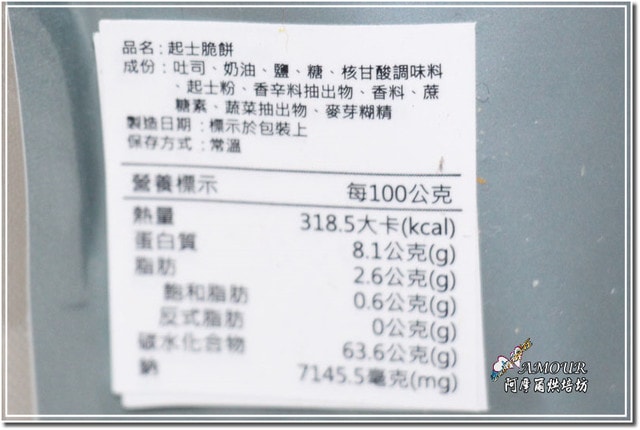 品名：起士脆餅
成份：吐司、奶油、鹽、糖、核甘酸調味料
、起士粉、香辛料抽出物、香料、蔗
糖素、蔬菜抽出物、麥芽糊精
製造日期：標示於包裝上
保存方式：常溫
營養標示 每100公克
熱量 318.5大卡(kcal)
蛋白質 8.1公克(g)
脂肪 2.6公克(g)
飽和脂肪 0.6公克(g)
反式脂肪 0公克(g)
碳水化合物 63.6公克(g)
鈉 7145.5毫克(mg)
AMOUR
阿摩爾烘培坊